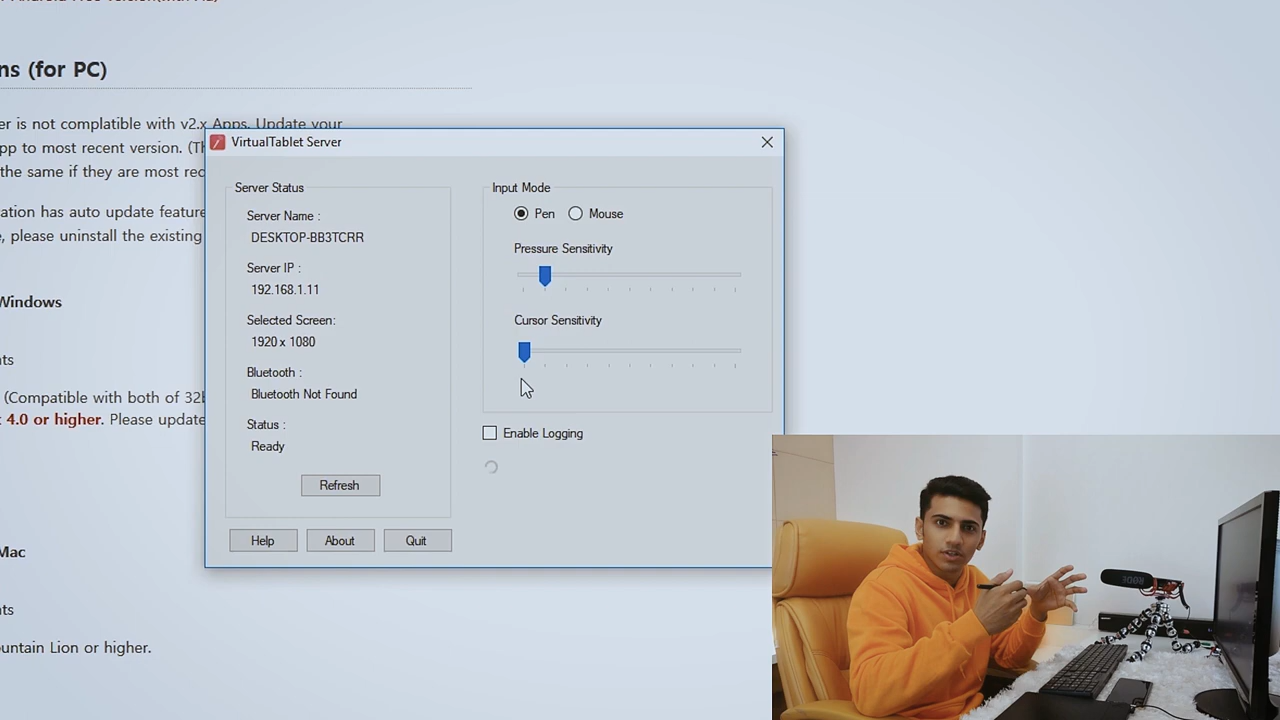 ns (for PC)
er is not complatible with v2.x Apps. Update your
pp to most recent version. (Th
the same if they are most rec
ation has auto update feature
e, please uninstall the existing
Windows
nts
(Compatible with both of 32b
4.0 or higher. Please update
Mac
nts
untain Lion or higher.
VirtualTablet Server
Server Status
Server Name :
DESKTOP-BB3TCRR
Server IP :
192.168.1.11
Selected Screen:
1920 x 1080
Bluetooth :
Bluetooth Not Found
Status :
Ready
Refresh
Help About Quit
Input Mode
Pen Mouse
Pressure Sensitivity
Cursor Sensitivity
Enable Logging
RODE